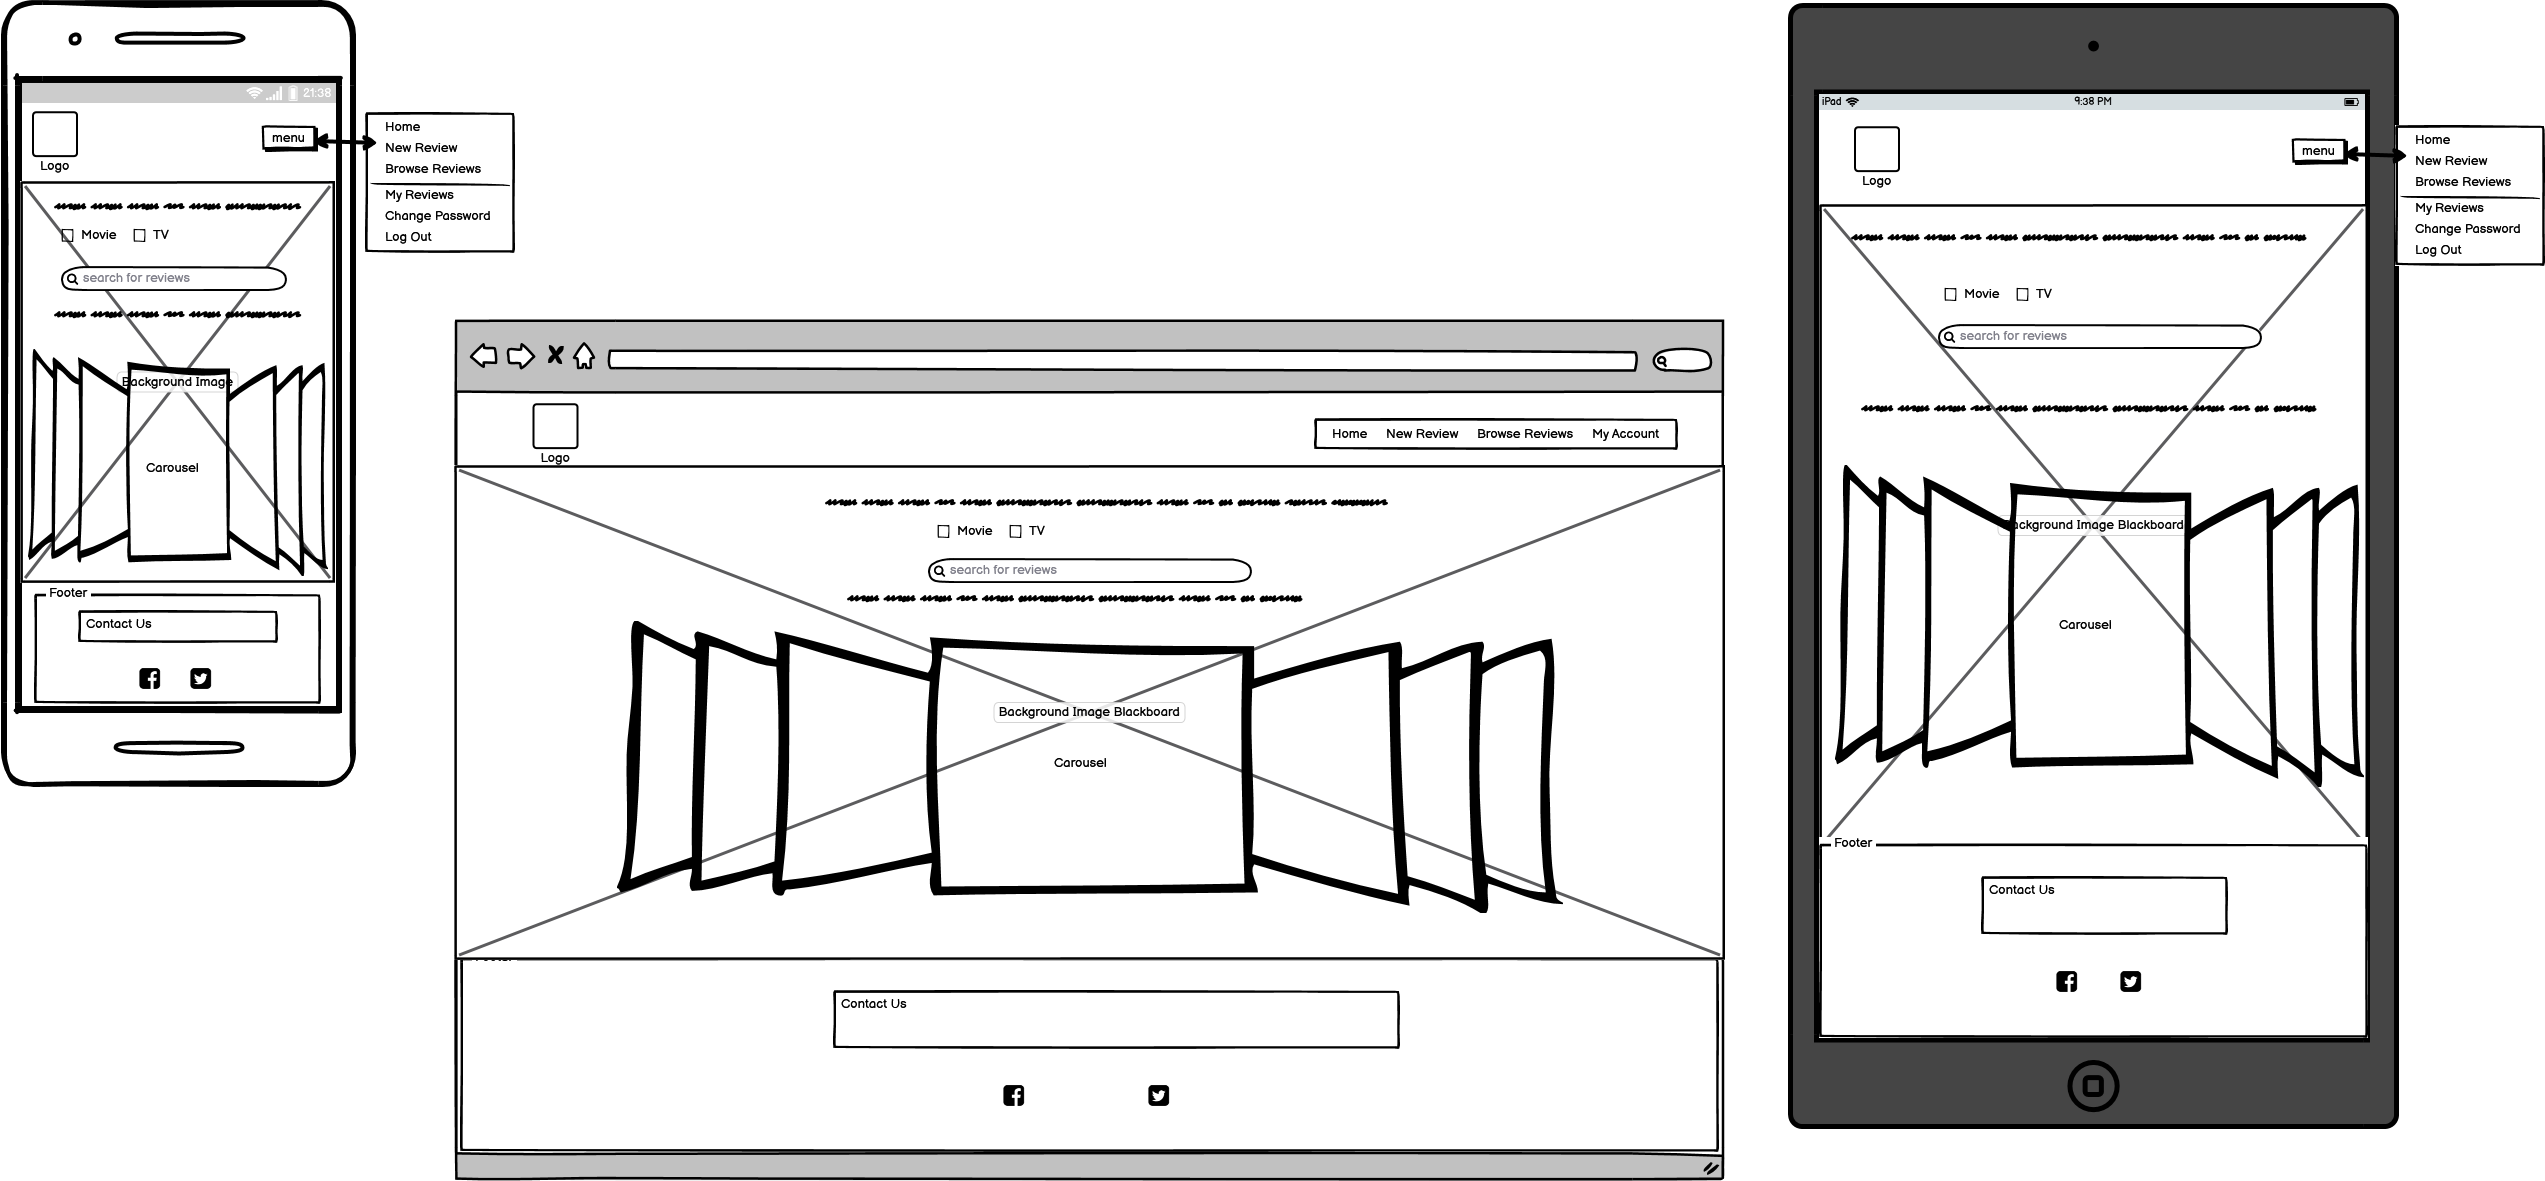 21:38
Logo
menu
Home
New Review
Browse Reviews
My Reviews
Change Password
Log Out
Movie TV
search for reviews
Background Image
Carousel
Footer
Contact Us
Logo
Home New Review Browse Reviews My Account
Movie TV
search for reviews
Background Image Blackboard
Carousel
Contact Us
iPad 9:38 PM
Logo
menu
Home
New Review
Browse Reviews
My Reviews
Change Password
Log Out
Movie TV
search for reviews
ackground Image Blackboard
Carousel
Footer
Contact Us